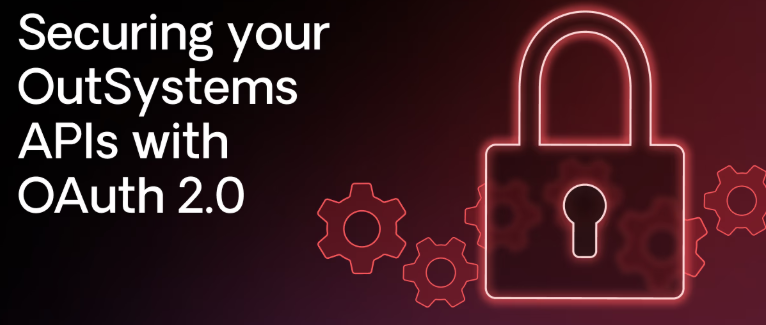 Securing your
OutSystems
APIs with
OAuth 2.0